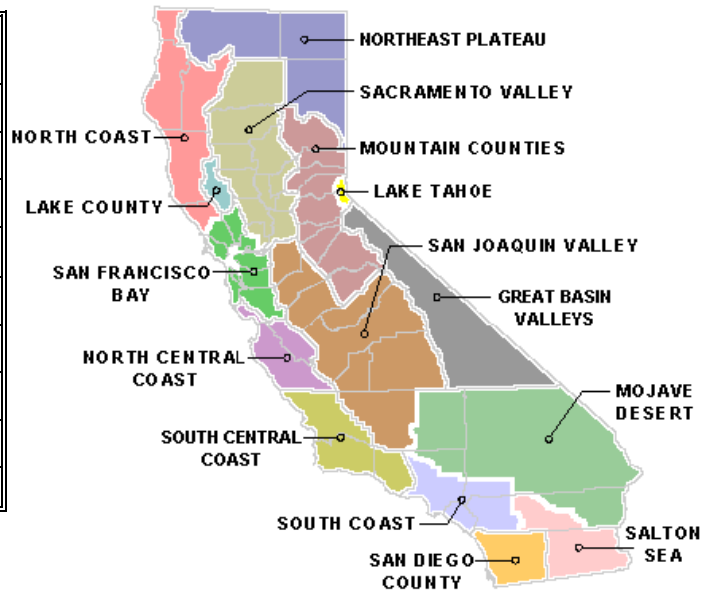 NORTHEAST PLATEAU
SACRAMENTO VALLEY
NORTH COAST
MOUNTAIN COUNTIES
LAKE TAHOE
LAKE COUNTY
SAN JOAQUIN VALLEY
SAN FRANCISCO
BAY
GREAT BASIN
VALLEYS
NORTH CENTRAL
COAST
MOJAVE
DESERT
SOUTH CENTRAL
COAST
SOUTH COAST
SALTON
SEA
SAN DIEGO
COUNTY